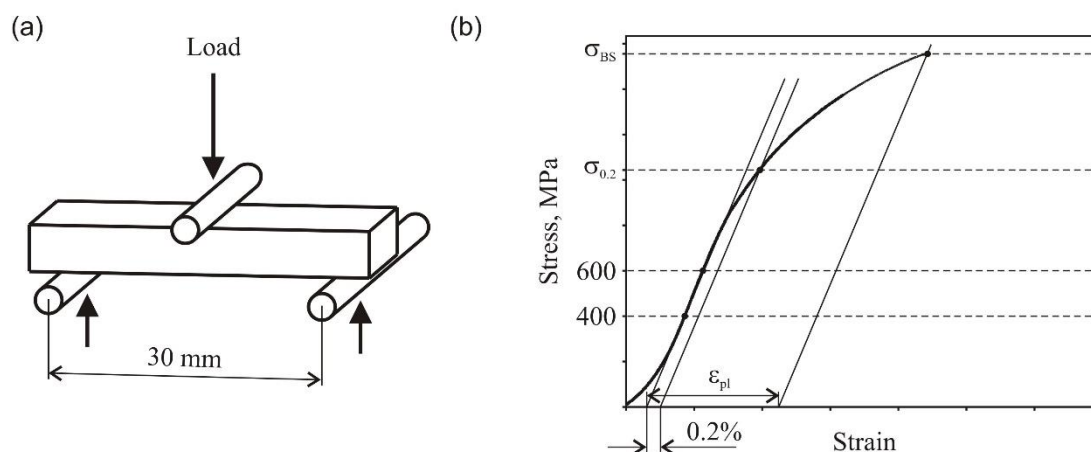 (a)
Load
30 mm
(b)
Stress, MPa
σBS
σ0.2
600
400
εpl
0.2%
Strain